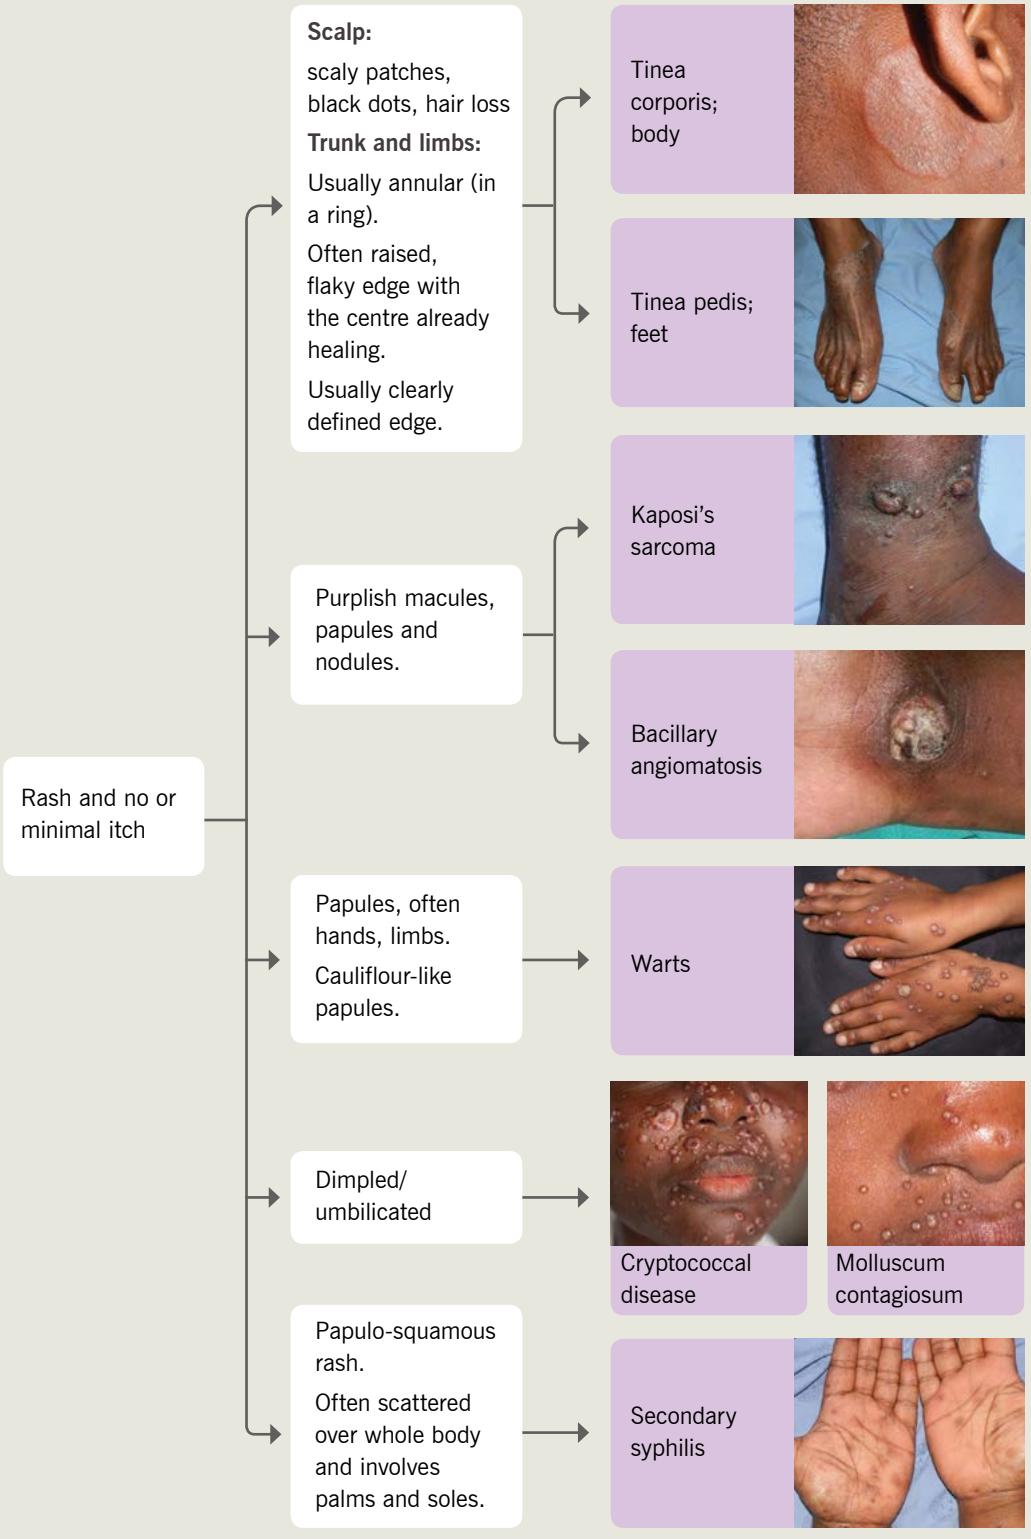 Rash and no or
minimal itch
Scalp:
scaly patches,
black dots, hair loss
Trunk and limbs:
Usually annular (in
a ring).
Often raised,
flaky edge with
the centre already
healing.
Usually clearly
defined edge.
Tinea
corporis;
body
Tinea pedis;
feet
Purplish macules,
papules and
nodules.
Kaposi’s
sarcoma
Bacillary
angiomatosis
Papules, often
hands, limbs.
Cauliflour-like
papules.
Warts
Dimpled/
umbilicated
Cryptococcal
disease
Molluscum
contagiosum
Papulo-squamous
rash.
Often scattered
over whole body
and involves
palms and soles.
Secondary
syphilis